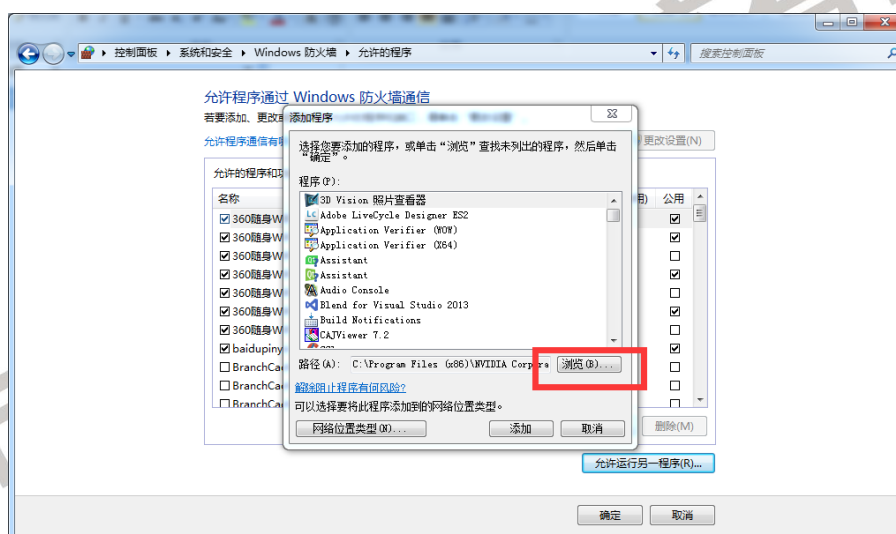 控制面板 ▸ 系统和安全 ▸ Windows 防火墙 ▸ 允许的程序
搜索控制面板
允许程序通过 Windows 防火墙通信
若要添加、更改
添加程序
允许程序通信有
更改设置(N)
选择您要添加的程序，或单击“浏览”查找未列出的程序，然后单击
“确定”。
允许的程序和
程序(P):
名称
公用
3D Vision 照片查看器
360随身W
Adobe LiveCycle Designer ES2
360随身W
Application Verifier (WOW)
Application Verifier (X64)
360随身W
Assistant
360随身W
Assistant
360随身W
Audio Console
Blend for Visual Studio 2013
360随身W
Build Notifications
360随身W
CAJViewer 7.2
baidupiny
路径(A): C:\Program Files (x86)\NVIDIA Corpora
浏览(B)...
BranchCa
解除阻止程序有何风险?
BranchCa
可以选择要将此程序添加到的网络位置类型。
BranchCa
网络位置类型(N)...
添加
取消
删除(M)
允许运行另一程序(R)...
确定
取消